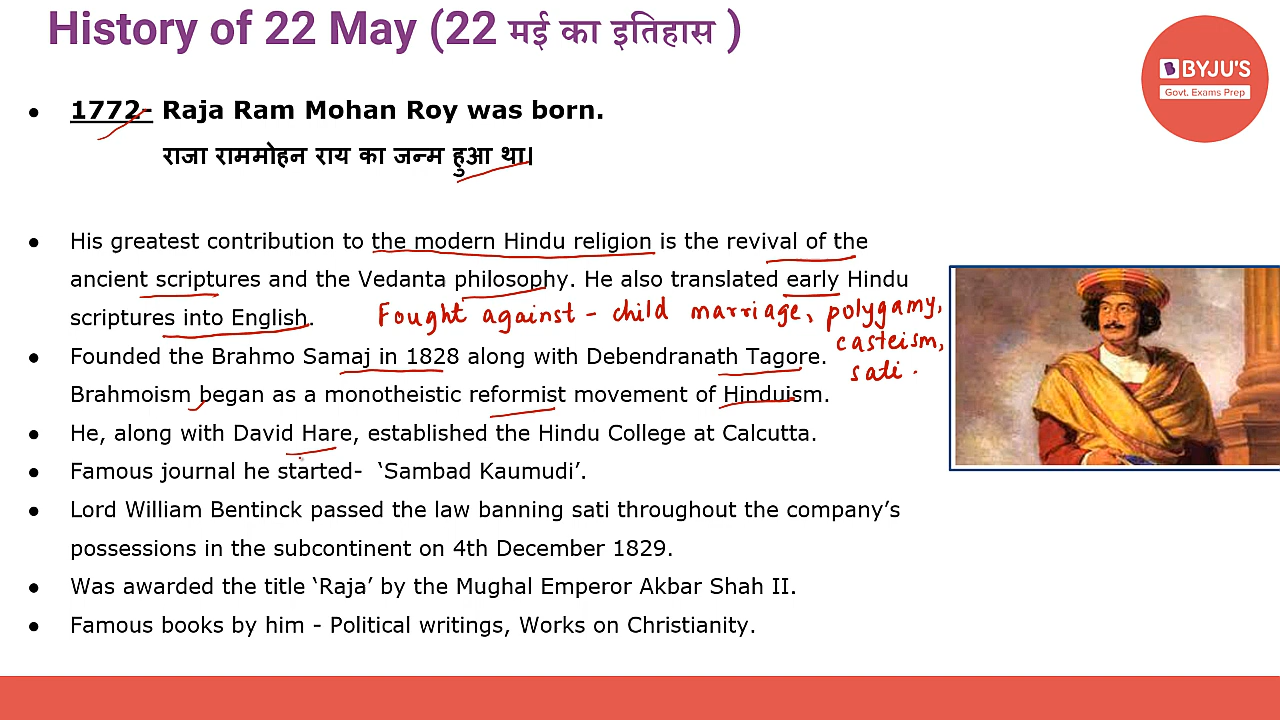 History of 22 May (22 मई का इतिहास )
BYJU'S
Govt. Exams Prep
● 1772- Raja Ram Mohan Roy was born.
राजा राममोहन राय का जन्म हुआ था।
● His greatest contribution to the modern Hindu religion is the revival of the
ancient scriptures and the Vedanta philosophy. He also translated early Hindu
scriptures into English.
Fought against - child marriage, polygamy,
casteism,
sati.
● Founded the Brahmo Samaj in 1828 along with Debendranath Tagore.
Brahmoism began as a monotheistic reformist movement of Hinduism.
● He, along with David Hare, established the Hindu College at Calcutta.
● Famous journal he started- ‘Sambad Kaumudi’.
● Lord William Bentinck passed the law banning sati throughout the company’s
possessions in the subcontinent on 4th December 1829.
● Was awarded the title ‘Raja’ by the Mughal Emperor Akbar Shah II.
● Famous books by him - Political writings, Works on Christianity.